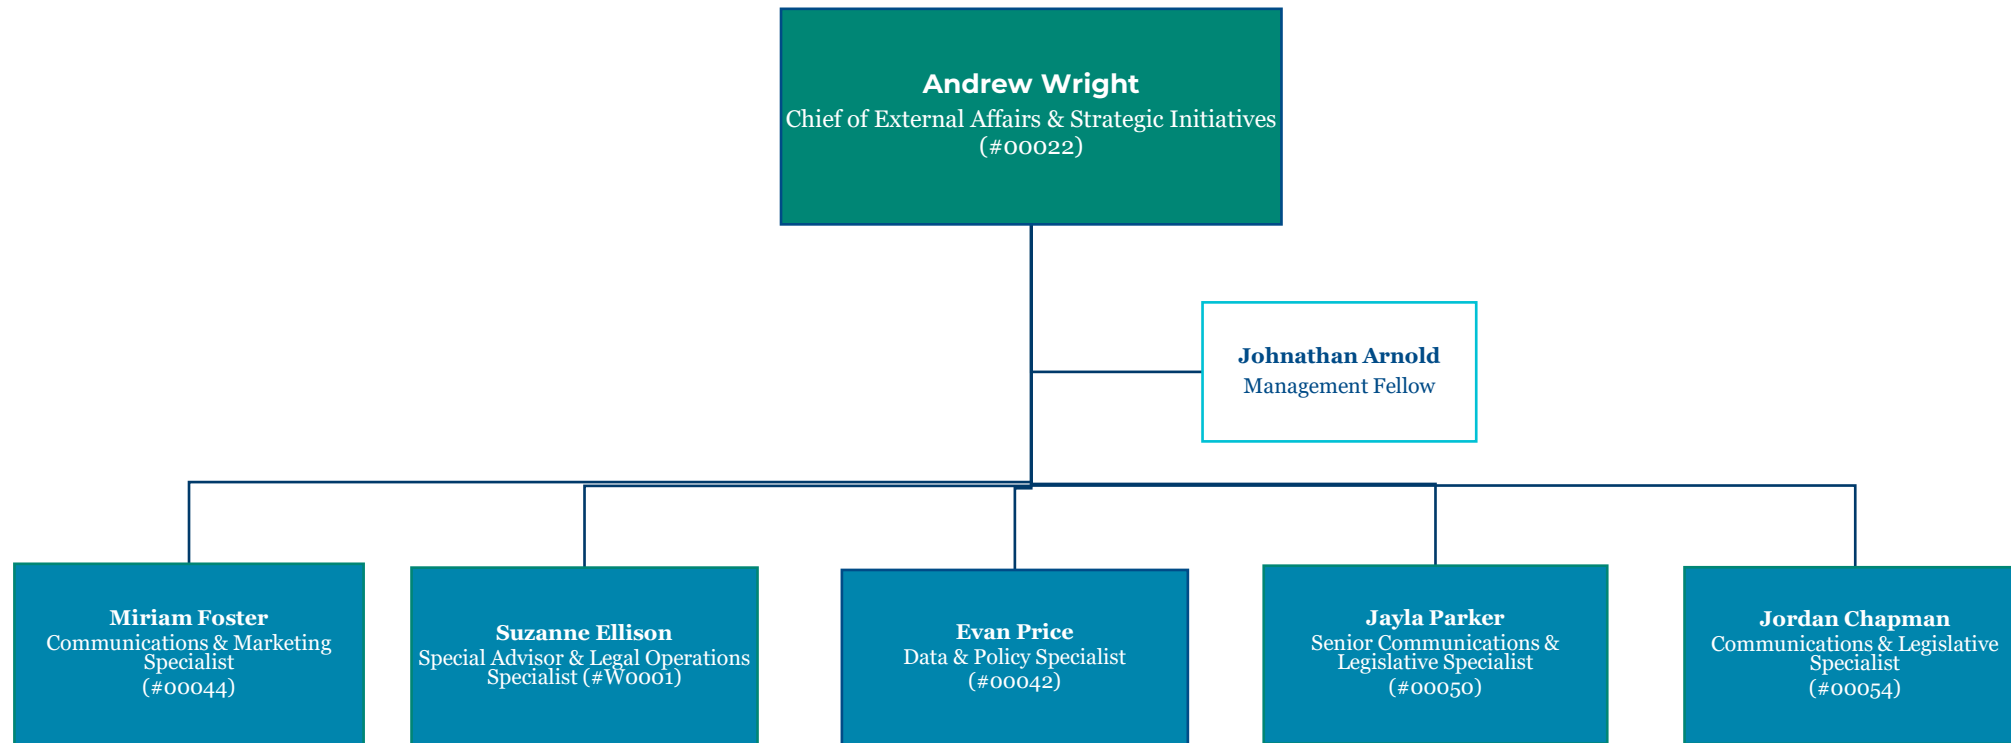 Andrew Wright
Chief of External Affairs & Strategic Initiatives
(#00022)
Johnathan Arnold
Management Fellow
Miriam Foster
Communications & Marketing
Specialist
(#00044)
Suzanne Ellison
Special Advisor & Legal Operations
Specialist (#W0001)
Evan Price
Data & Policy Specialist
(#00042)
Jayla Parker
Senior Communications &
Legislative Specialist
(#00050)
Jordan Chapman
Communications & Legislative
Specialist
(#00054)